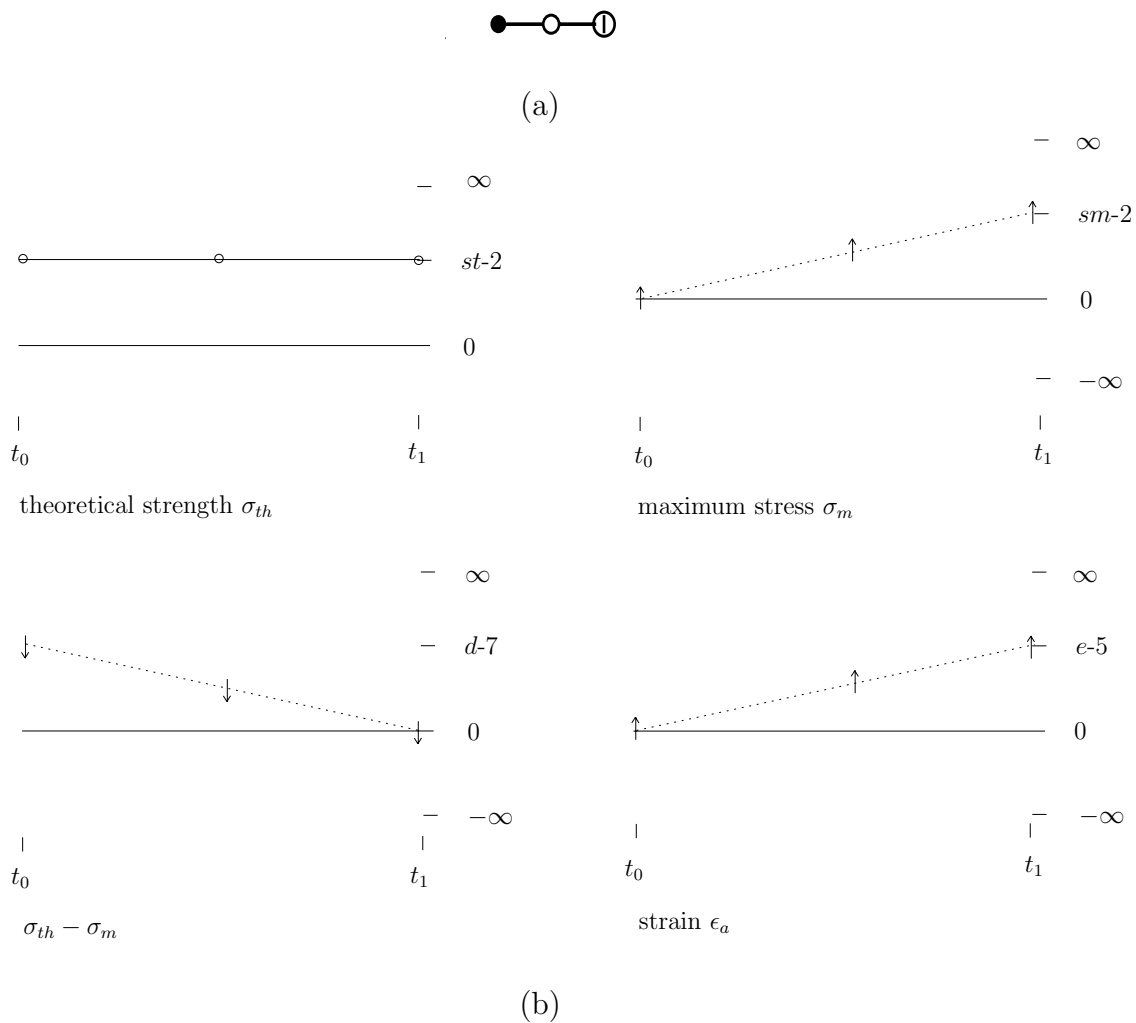 (a)
∞
st-2
0
t0 t1
theoretical strength σth
∞
sm-2
0
−∞
t0 t1
maximum stress σm
∞
d-7
0
−∞
t0 t1
σth − σm
∞
e-5
0
−∞
t0 t1
strain ϵa
(b)